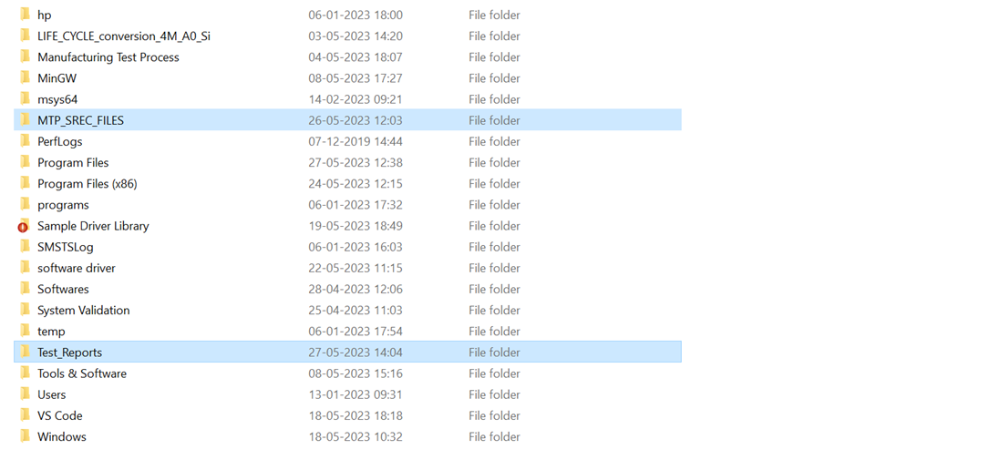 hp 06-01-2023 18:00 File folder
LIFE_CYCLE_conversion_4M_A0_Si 03-05-2023 14:20 File folder
Manufacturing Test Process 04-05-2023 18:07 File folder
MinGW 08-05-2023 17:27 File folder
msys64 14-02-2023 09:21 File folder
MTP_SREC_FILES 26-05-2023 12:03 File folder
PerfLogs 07-12-2019 14:44 File folder
Program Files 27-05-2023 12:38 File folder
Program Files (x86) 24-05-2023 12:15 File folder
programs 06-01-2023 17:32 File folder
Sample Driver Library 19-05-2023 18:49 File folder
SMSTSLog 06-01-2023 16:03 File folder
software driver 22-05-2023 11:15 File folder
Softwares 28-04-2023 12:06 File folder
System Validation 25-04-2023 11:03 File folder
temp 06-01-2023 17:54 File folder
Test_Reports 27-05-2023 14:04 File folder
Tools & Software 08-05-2023 15:16 File folder
Users 13-01-2023 09:31 File folder
VS Code 18-05-2023 18:18 File folder
Windows 18-05-2023 10:32 File folder